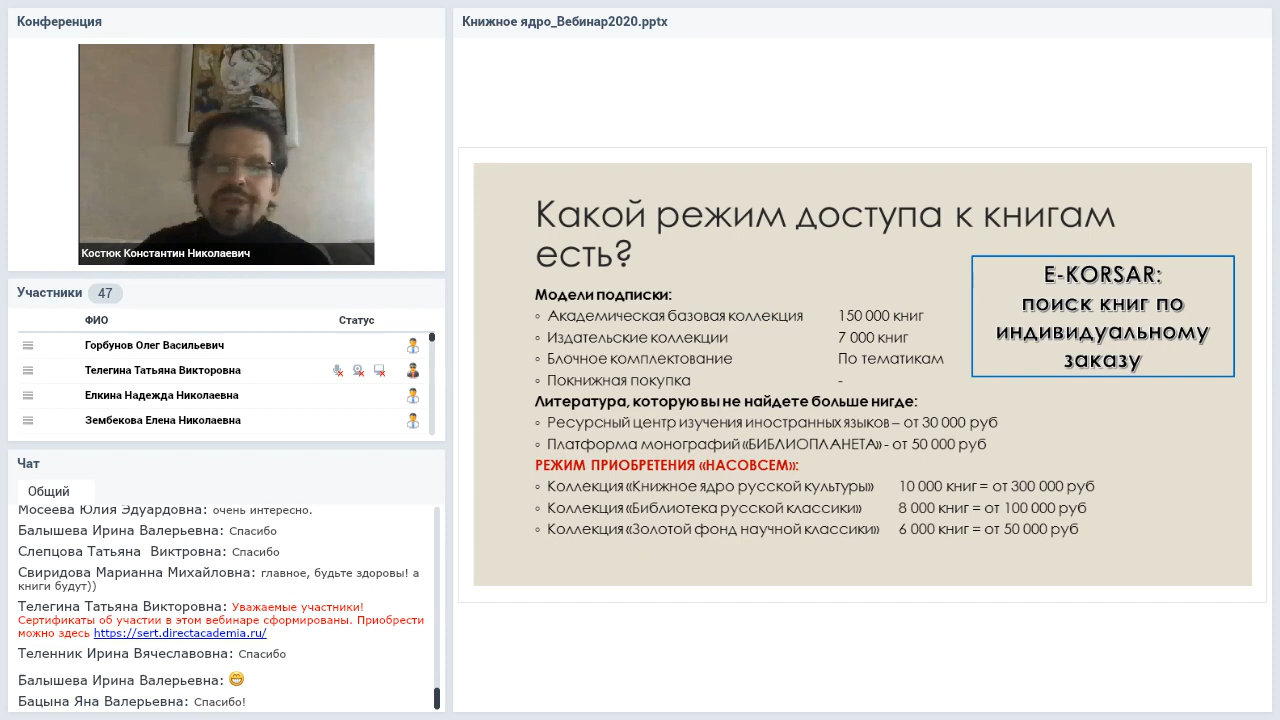 Конференция
Костюк Константин Николаевич
Участники 47
ФИО Статус
Горбунов Олег Васильевич
Телегина Татьяна Викторовна
Елкина Надежда Николаевна
Зембекова Елена Николаевна
Чат
Общий
Мосеева Юлия Эдуардовна: очень интересно.
Балышева Ирина Валерьевна: Спасибо
Слепцова Татьяна Виктровна: Спасибо
Свиридова Марианна Михайловна: главное, будьте здоровы! а
книги будут))
Телегина Татьяна Викторовна: Уважаемые участники!
Сертификаты об участии в этом вебинаре сформированы. Приобрести
можно здесь https://sert.directacademia.ru/
Теленник Ирина Вячеславовна: Спасибо
Балышева Ирина Валерьевна: 😁
Бацына Яна Валерьевна: Спасибо!
Книжное ядро_Вебинар2020.pptx
Какой режим доступа к книгам
есть?
E-KORSAR:
поиск книг по
индивидуальному
заказу
Модели подписки:
◦ Академическая базовая коллекция 150 000 книг
◦ Издательские коллекции 7 000 книг
◦ Блочное комплектование По тематикам
◦ Покнижная покупка -
Литература, которую вы не найдете больше нигде:
◦ Ресурсный центр изучения иностранных языков – от 30 000 руб
◦ Платформа монографий «БИБЛИОПЛАНЕТА» - от 50 000 руб
РЕЖИМ ПРИОБРЕТЕНИЯ «НАСОВСЕМ»:
◦ Коллекция «Книжное ядро русской культуры» 10 000 книг = от 300 000 руб
◦ Коллекция «Библиотека русской классики» 8 000 книг = от 100 000 руб
◦ Коллекция «Золотой фонд научной классики» 6 000 книг = от 50 000 руб